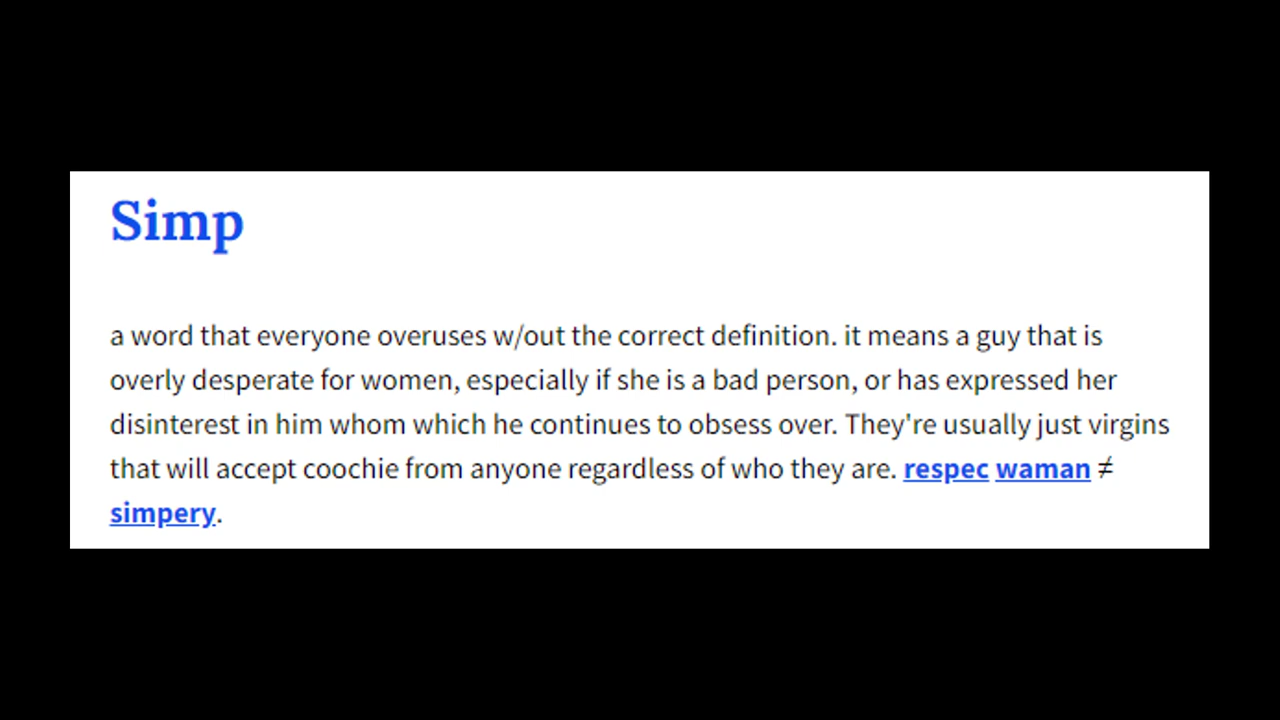 Simp
a word that everyone overuses w/out the correct definition. it means a guy that is
overly desperate for women, especially if she is a bad person, or has expressed her
disinterest in him whom which he continues to obsess over. They're usually just virgins
that will accept coochie from anyone regardless of who they are. respec waman ≠
simpery.